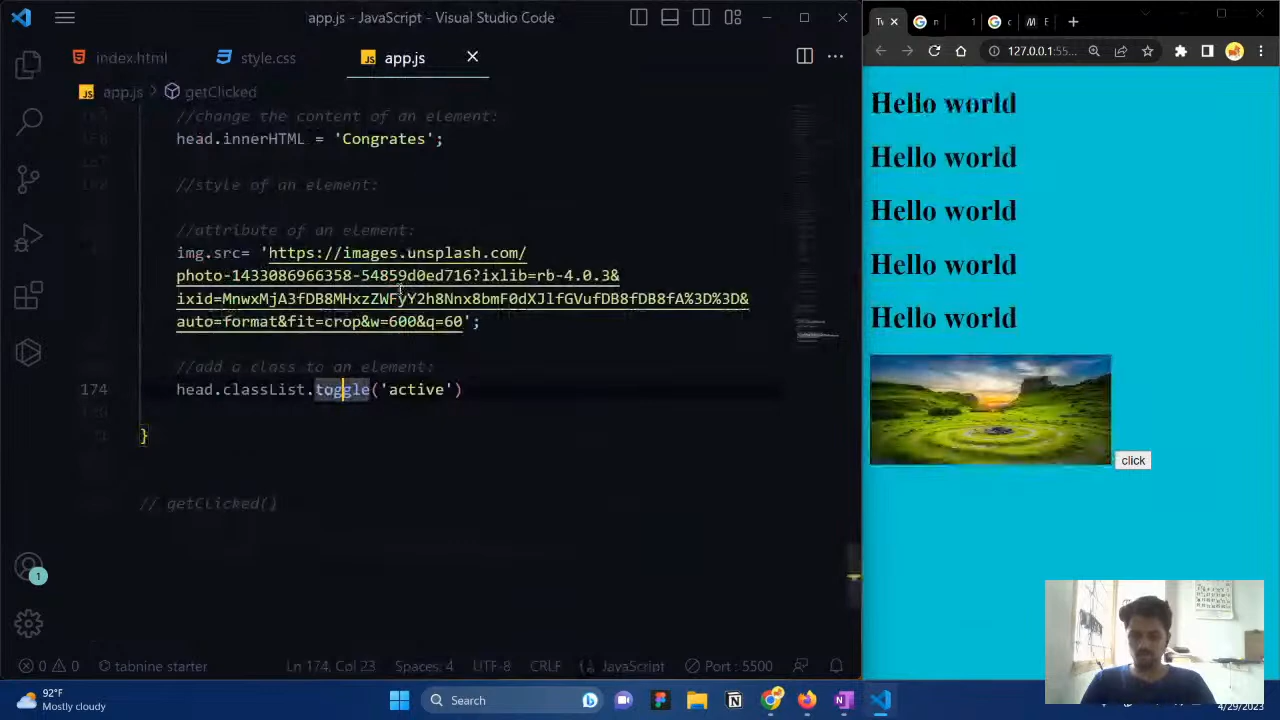 app.js - JavaScript - Visual Studio Code
index.html
style.css
app.js
app.js > getClicked
//change the content of an element:
head.innerHTML = 'Congrates';
//style of an element:
//attribute of an element:
img.src= 'https://images.unsplash.com/
photo-1433086966358-54859d0ed716?ixlib=rb-4.0.3&
ixid=MnwxMjA3fDB8MHxzZWFyY2h8Nnx8bmF0dXJlfGVufDB8fDB8fA%3D%3D&
auto=format&fit=crop&w=600&q=60';
//add a class to an element:
174 head.classList.toggle('active')
}
// getClicked()
1
0 0
tabnine starter
Ln 174, Col 23
Spaces: 4
UTF-8
CRLF
JavaScript
Port : 5500
127.0.0.1:55...
Hello world
Hello world
Hello world
Hello world
Hello world
click
92°F
Mostly cloudy
Search
4/29/2023